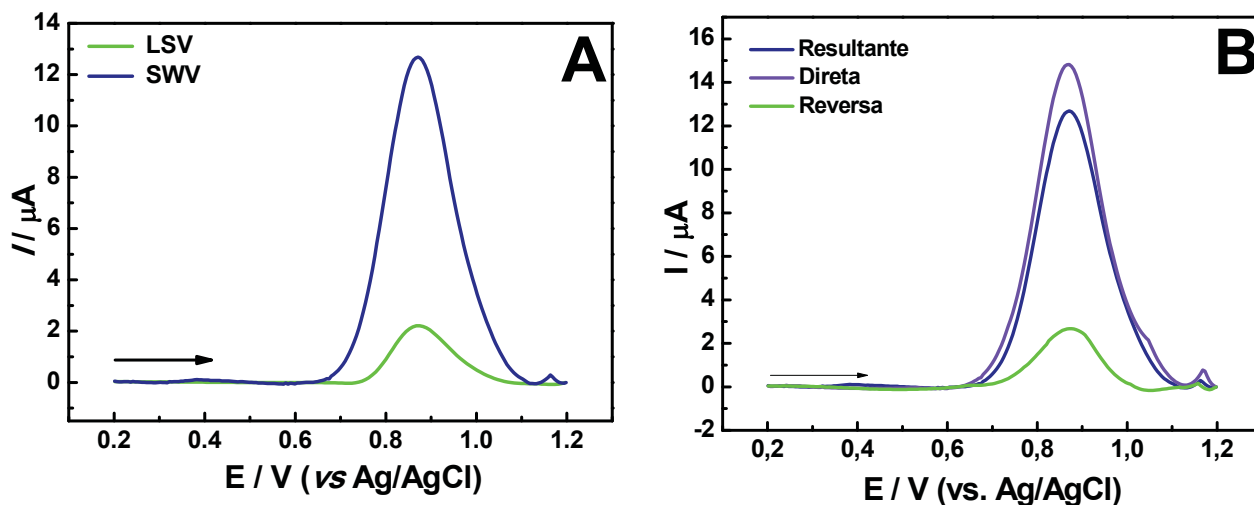 A
LSV
SWV
I / μA
14
12
10
8
6
4
2
0
0.2 0.4 0.6 0.8 1.0 1.2
E / V (vs Ag/AgCl)
B
Resultante
Direta
Reversa
I / μA
16
14
12
10
8
6
4
2
0
-2
0,2 0,4 0,6 0,8 1,0 1,2
E / V (vs. Ag/AgCl)